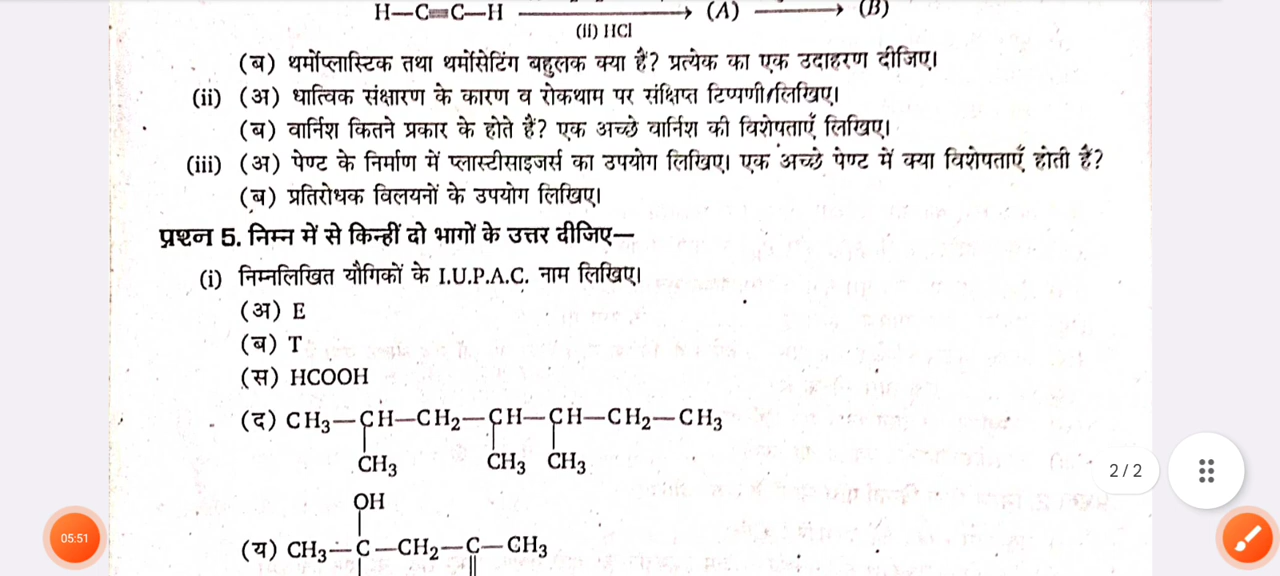 H—C≡C—H ⟶ (A) ⟶ (B)
(ii) HCl
(ब) थर्मोप्लास्टिक तथा थर्मोसेटिंग बहुलक क्या हैं? प्रत्येक का एक उदाहरण दीजिए।
(ii) (अ) धात्विक संक्षारण के कारण व रोकथाम पर संक्षिप्त टिप्पणी लिखिए।
(ब) वार्निश कितने प्रकार के होते हैं? एक अच्छे वार्निश की विशेषताएँ लिखिए।
(iii) (अ) पेण्ट के निर्माण में प्लास्टीसाइजर्स का उपयोग लिखिए। एक अच्छे पेण्ट में क्या विशेषताएँ होती हैं?
(ब) प्रतिरोधक विलयनों के उपयोग लिखिए।
प्रश्न 5. निम्न में से किन्हीं दो भागों के उत्तर दीजिए—
(i) निम्नलिखित यौगिकों के I.U.P.A.C. नाम लिखिए।
(अ) E
(ब) T
(स) HCOOH
(द) CH₃—CH—CH₂—CH—CH—CH₂—CH₃
CH₃ CH₃ CH₃
2/2
OH
05:51
(य) CH₃—C—CH₂—C—CH₃